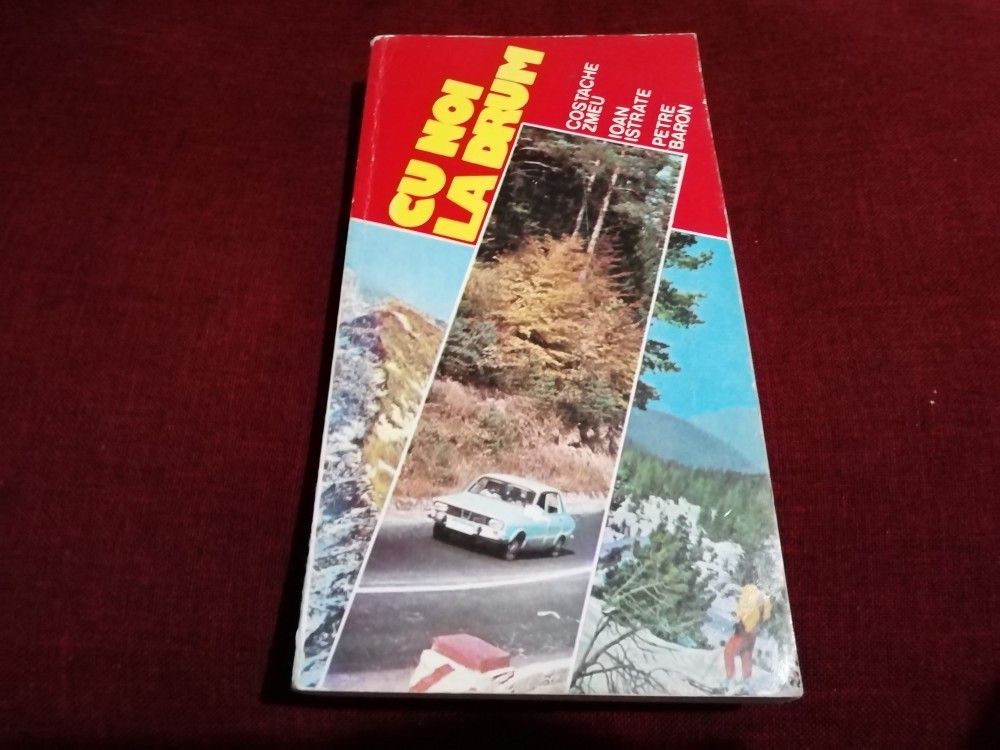 CU NOI
LA DRUM
COSTACHE
ZMEU
IOAN
ISTRATE
PETRE
BARON